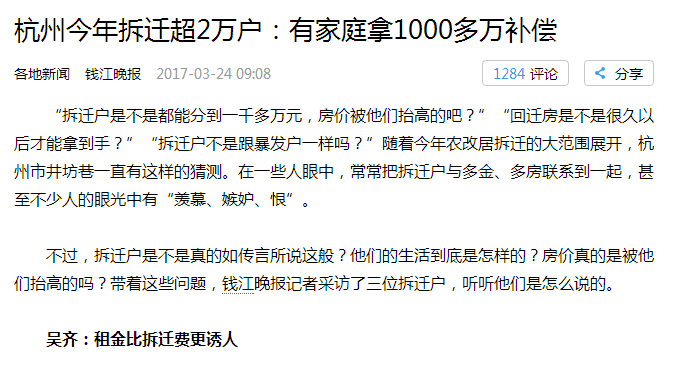 杭州今年拆迁超2万户：有家庭拿1000多万补偿
各地新闻 钱江晚报 2017-03-24 09:08 1284 评论 分享
“拆迁户是不是都能分到一千多万元，房价被他们抬高的吧？”“回迁房是不是很久以
后才能拿到手？”“拆迁户不是跟暴发户一样吗？”随着今年农改居拆迁的大范围展开，杭
州市井坊巷一直有这样的猜测。在一些人眼中，常常把拆迁户与多金、多房联系到一起，甚
至不少人的眼光中有“羡慕、嫉妒、恨”。
不过，拆迁户是不是真的如传言所说这般？他们的生活到底是怎样的？房价真的是被他
们抬高的吗？带着这些问题，钱江晚报记者采访了三位拆迁户，听听他们是怎么说的。
吴齐：租金比拆迁费更诱人